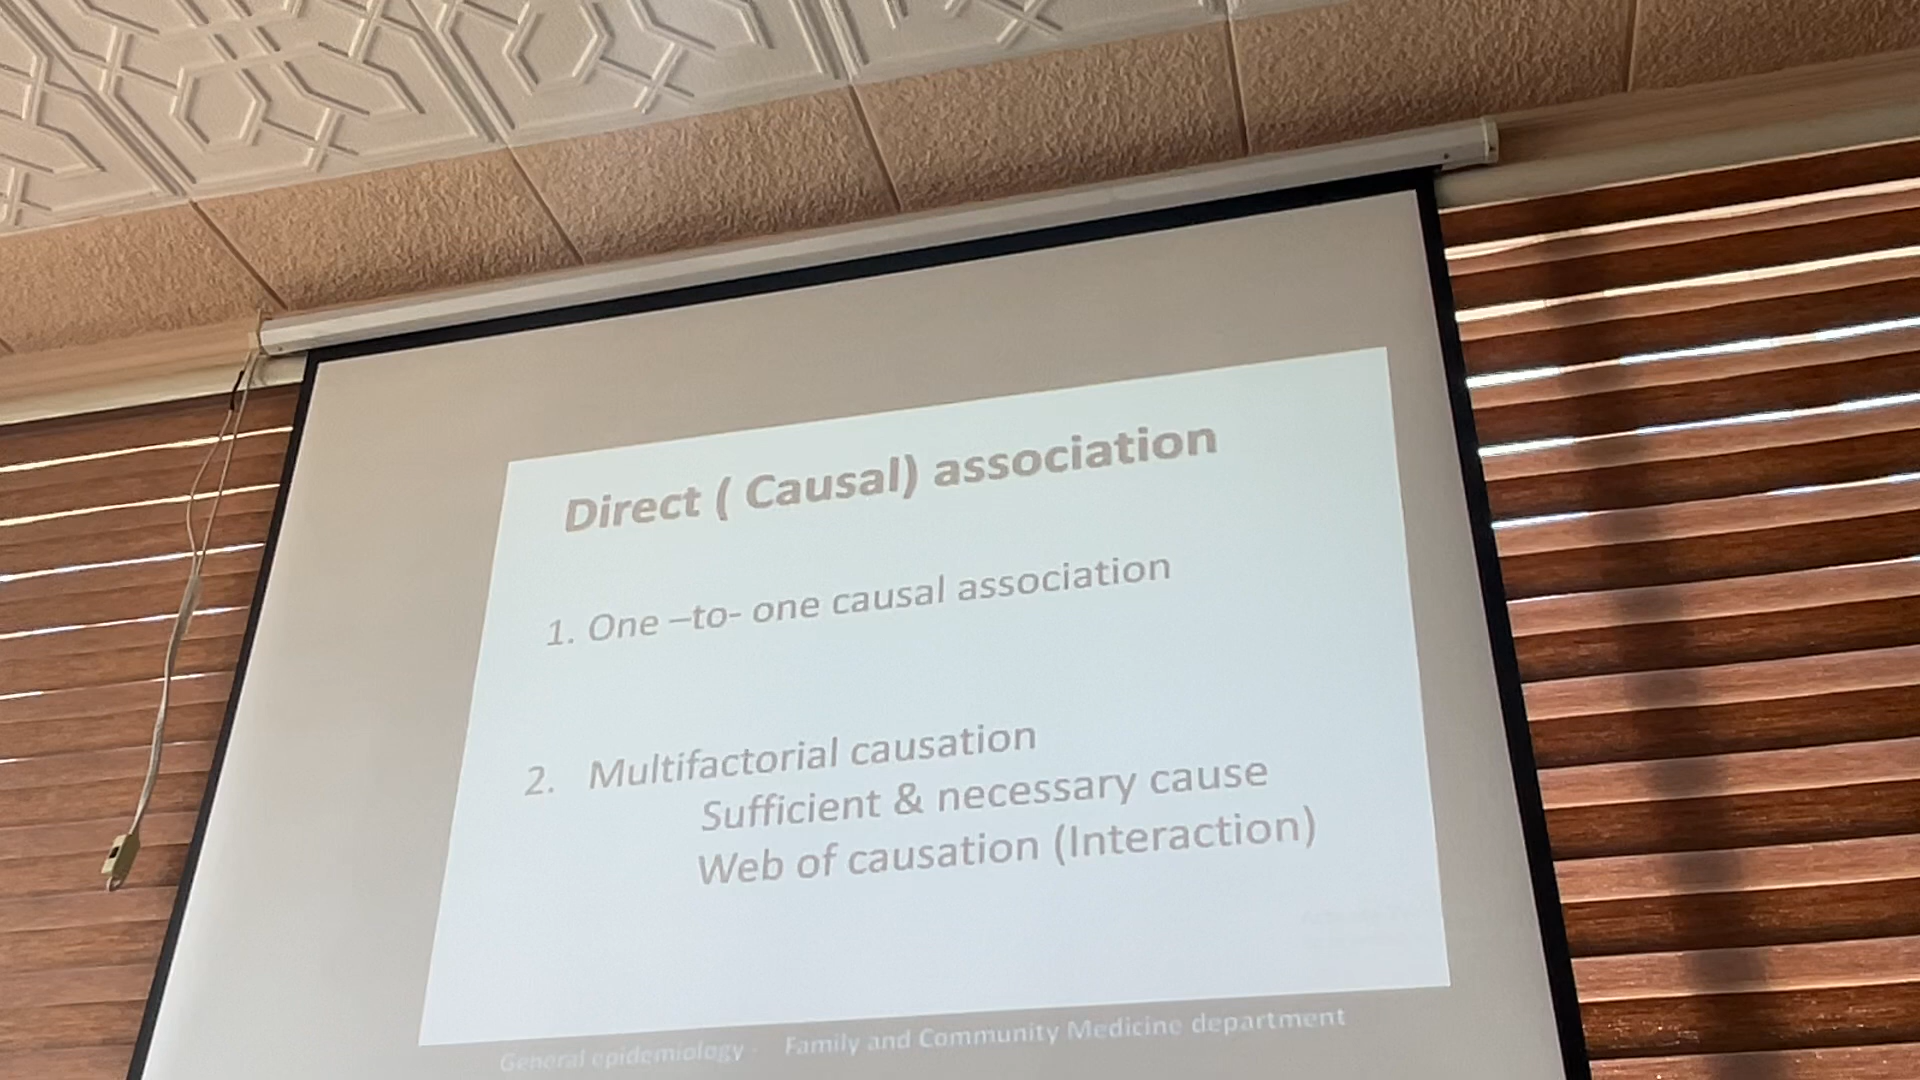 Direct ( Causal) association
1. One –to- one causal association
2. Multifactorial causation
Sufficient & necessary cause
Web of causation (Interaction)
General epidemiology - Family and Community Medicine department